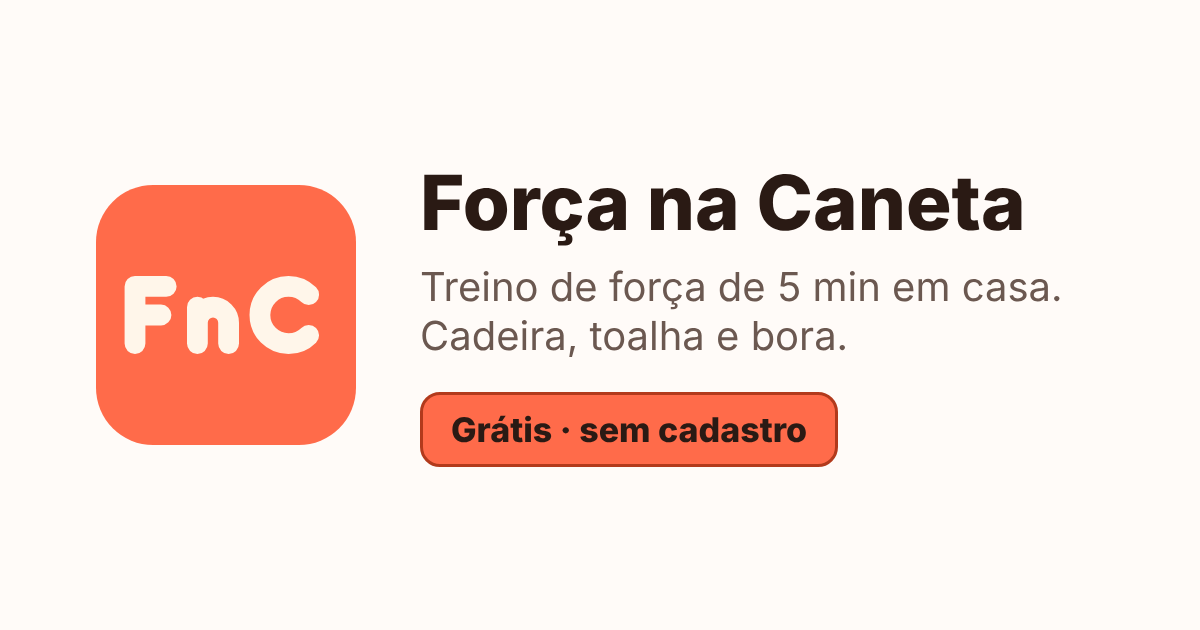 FnC
Força na Caneta
Treino de força de 5 min em casa.
Cadeira, toalha e bora.
Grátis · sem cadastro